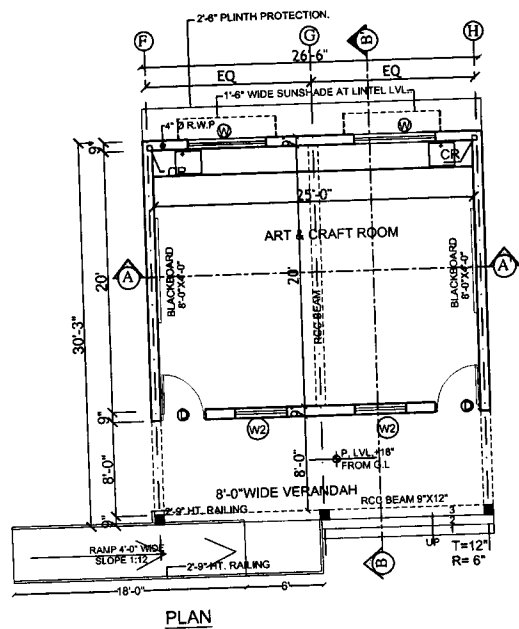 2'-6" PLINTH PROTECTION.
F
G
B'
H
26'-6"
EQ
EQ
1'-6" WIDE SUNSHADE AT LINTEL LVL.
4" Ø R.W.P
W
W
9"
9"
CR
CR
25'-0"
ART & CRAFT ROOM
BLACKBOARD
8'-0"X4'-0"
BLACKBOARD
8'-0"X4'-0"
A
A'
20'
20'
RCC BEAM
30'-3"
D
D
9"
9"
W2
W2
8'-0"
8'-0"
P. LVL.+18"
FROM G.L
8'-0"WIDE VERANDAH
RCC BEAM 9"X12"
2'-9" HT. RAILING
9"
3
2
1
UP
T=12"
R= 6"
RAMP 4'-0" WIDE
SLOPE 1:12
2'-9" HT. RAILING
B
18'-0"
6'
PLAN